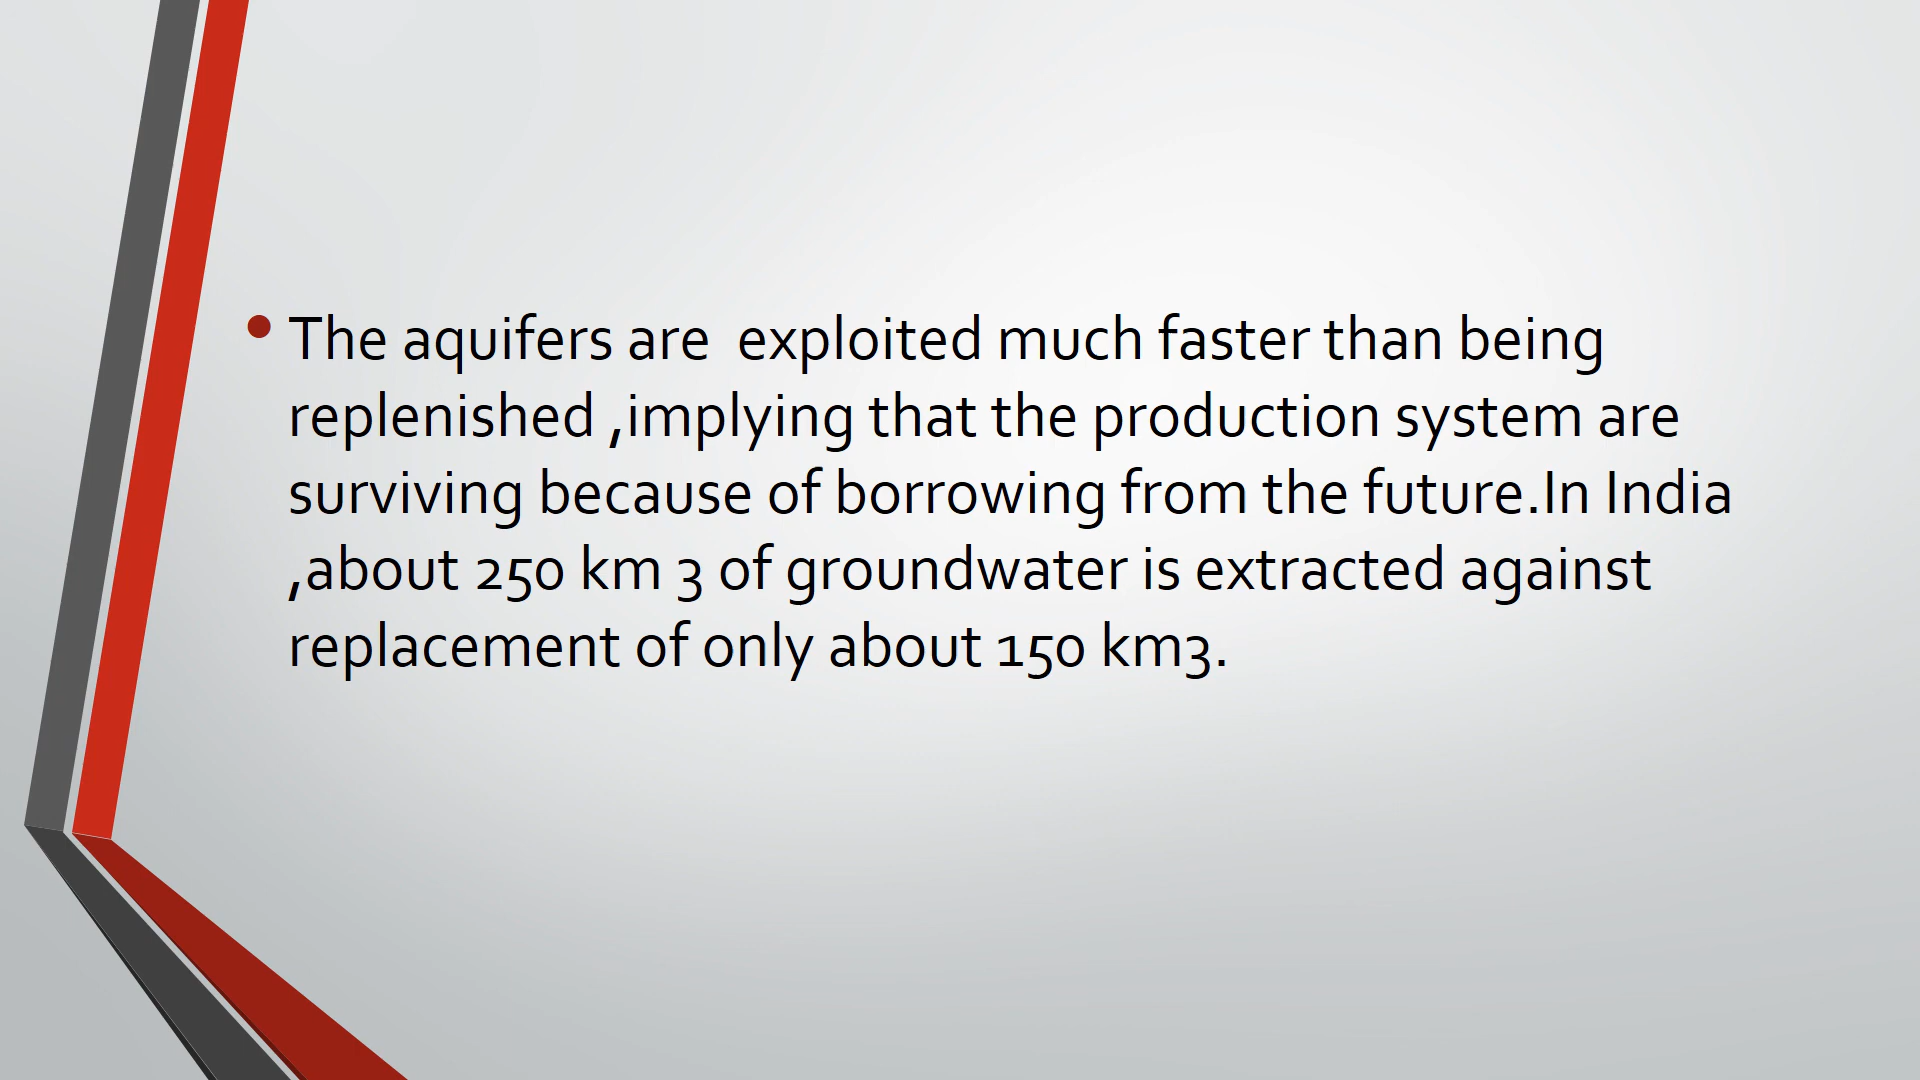 • The aquifers are  exploited much faster than being
replenished ,implying that the production system are
surviving because of borrowing from the future.In India
,about 250 km 3 of groundwater is extracted against
replacement of only about 150 km3.